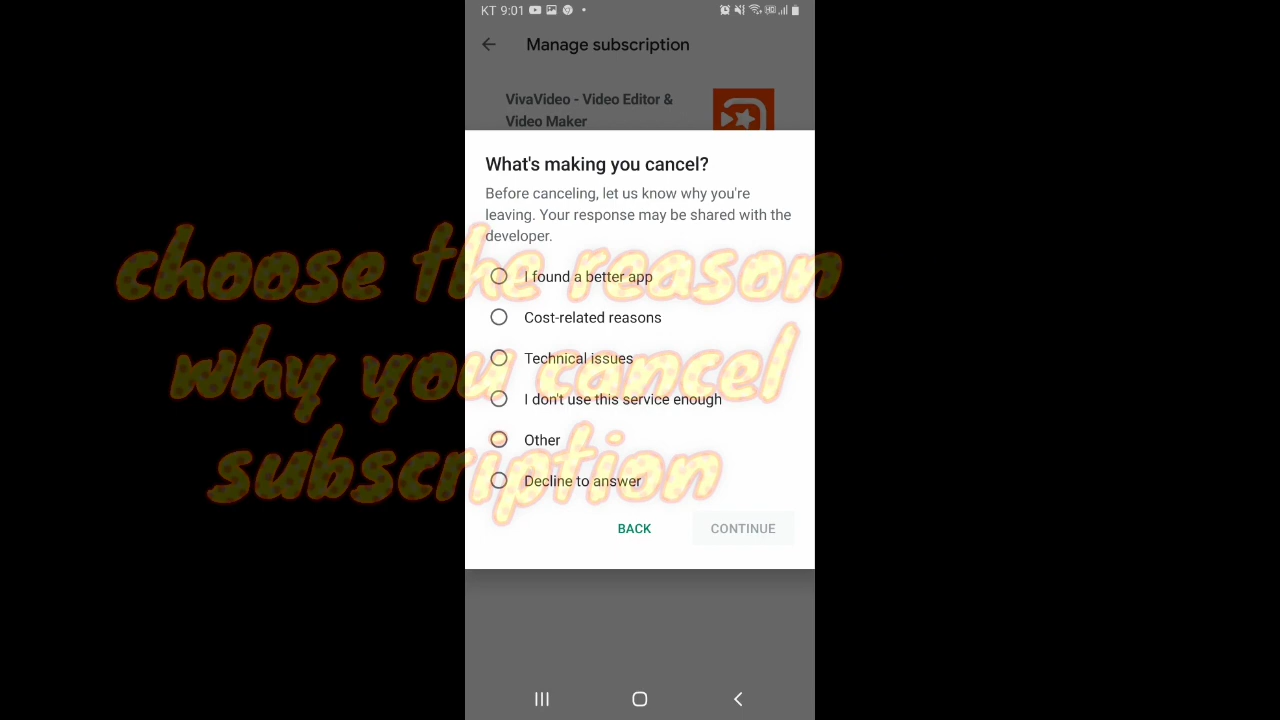 KT 9:01
Manage subscription
VivaVideo - Video Editor &
Video Maker
What's making you cancel?
Before canceling, let us know why you're
leaving. Your response may be shared with the
developer.
choose the reason
why you cancel
subscription
I found a better app
Cost-related reasons
Technical issues
I don't use this service enough
Other
Decline to answer
BACK
CONTINUE